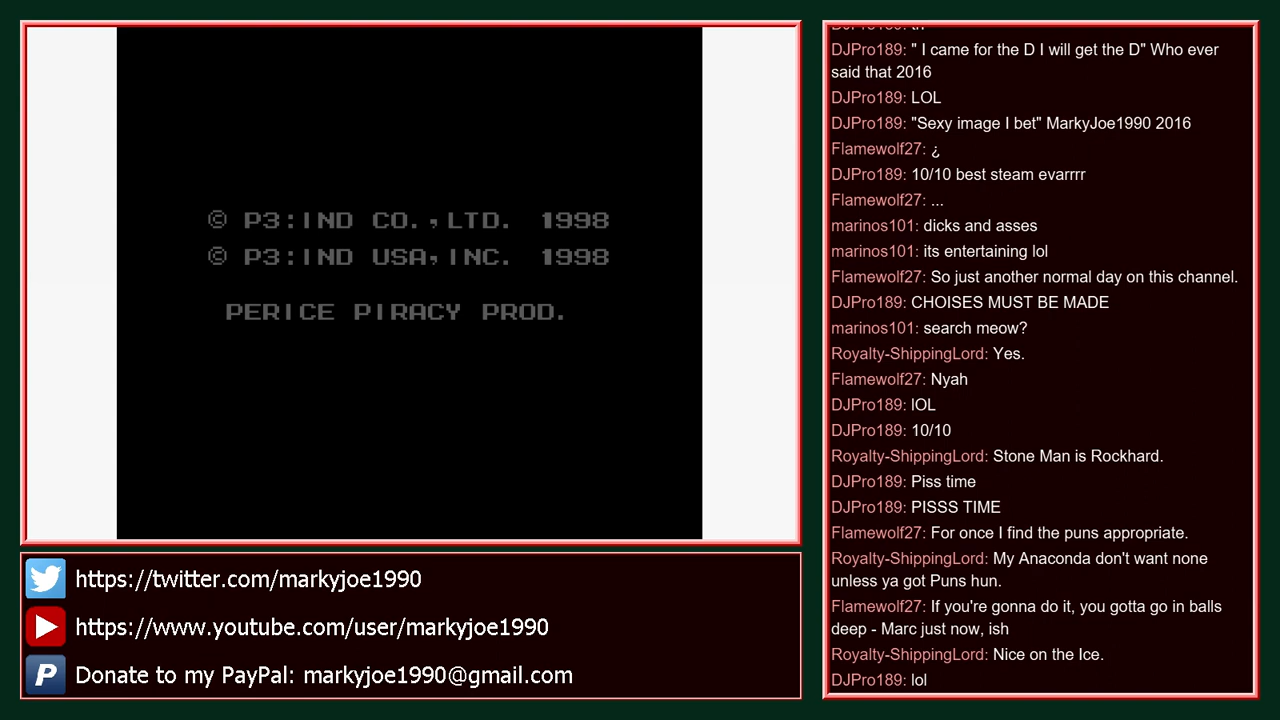 © P3:IND CO.,LTD. 1998
© P3:IND USA,INC. 1998
PERICE PIRACY PROD.
https://twitter.com/markyjoe1990
https://www.youtube.com/user/markyjoe1990
Donate to my PayPal: markyjoe1990@gmail.com
DJPro189: " I came for the D I will get the D" Who ever
said that 2016
DJPro189: LOL
DJPro189: "Sexy image I bet" MarkyJoe1990 2016
Flamewolf27: ¿
DJPro189: 10/10 best steam evarrrr
Flamewolf27: ...
marinos101: dicks and asses
marinos101: its entertaining lol
Flamewolf27: So just another normal day on this channel.
DJPro189: CHOISES MUST BE MADE
marinos101: search meow?
Royalty-ShippingLord: Yes.
Flamewolf27: Nyah
DJPro189: lOL
DJPro189: 10/10
Royalty-ShippingLord: Stone Man is Rockhard.
DJPro189: Piss time
DJPro189: PISSS TIME
Flamewolf27: For once I find the puns appropriate.
Royalty-ShippingLord: My Anaconda don't want none
unless ya got Puns hun.
Flamewolf27: If you're gonna do it, you gotta go in balls
deep - Marc just now, ish
Royalty-ShippingLord: Nice on the Ice.
DJPro189: lol